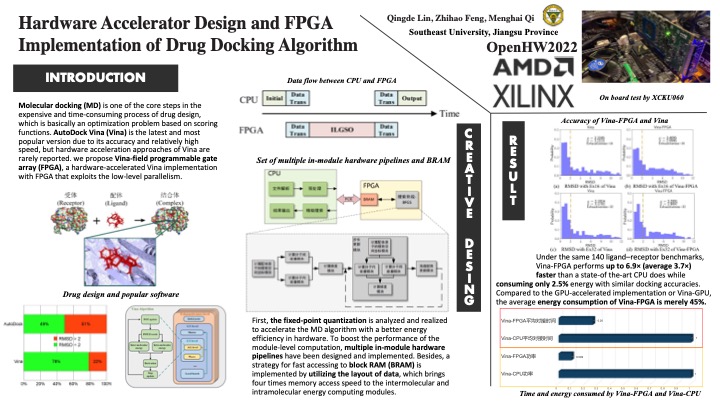 Hardware Accelerator Design and FPGA
Implementation of Drug Docking Algorithm
Qingde Lin, Zhihao Feng, Menghai Qi
Southeast University, Jiangsu Province
OpenHW2022
AMD
XILINX
On board test by XCKU060
INTRODUCTION
Molecular docking (MD) is one of the core steps in the
expensive and time-consuming process of drug design,
which is basically an optimization problem based on scoring
functions. AutoDock Vina (Vina) is the latest and most
popular version due to its accuracy and relatively high
speed, but hardware acceleration approaches of Vina are
rarely reported. we propose Vina-field programmable gate
array (FPGA), a hardware-accelerated Vina implementation
with FPGA that exploits the low-level parallelism.
受体
(Receptor)
+
配体
(Ligand)
结合体
(Complex)
Drug design and popular software
AutoDock
49%
51%
Vina
78%
22%
RMSD < 2
RMSD > 2
0%
20%
40%
60%
80%
100%
Data flow between CPU and FPGA
CPU
Initial
Data
Trans
Data
Trans
Output
Time
FPGA
Data
Trans
ILGSO
Data
Trans
Set of multiple in-module hardware pipelines and BRAM
CPU
FPGA
BRAM
CREATIVE DESING
First, the fixed-point quantization is analyzed and realized
to accelerate the MD algorithm with a better energy
efficiency in hardware. To boost the performance of the
module-level computation, multiple in-module hardware
pipelines have been designed and implemented. Besides, a
strategy for fast accessing to block RAM (BRAM) is
implemented by utilizing the layout of data, which brings
four times memory access speed to the intermolecular and
intramolecular energy computing modules.
RESULT
Accuracy of Vina-FPGA and Vina
Vina
Vina-FPGA
(a) RMSD with Ex16 of Vina
(b) RMSD with Ex16 of Vina-FPGA
(c) RMSD with Ex32 of Vina
(d) RMSD with Ex32 of Vina-FPGA
Under the same 140 ligand–receptor benchmarks,
Vina-FPGA performs up to 6.9× (average 3.7×)
faster than a state-of-the-art CPU does while
consuming only 2.5% energy with similar docking accuracies.
Compared to the GPU-accelerated implementation or Vina-GPU,
the average energy consumption of Vina-FPGA is merely 45%.
Vina-FPGA平均对接时间
Vina-CPU平均对接时间
Vina-FPGA功率
Vina-CPU功率
Time and energy consumed by Vina-FPGA and Vina-CPU